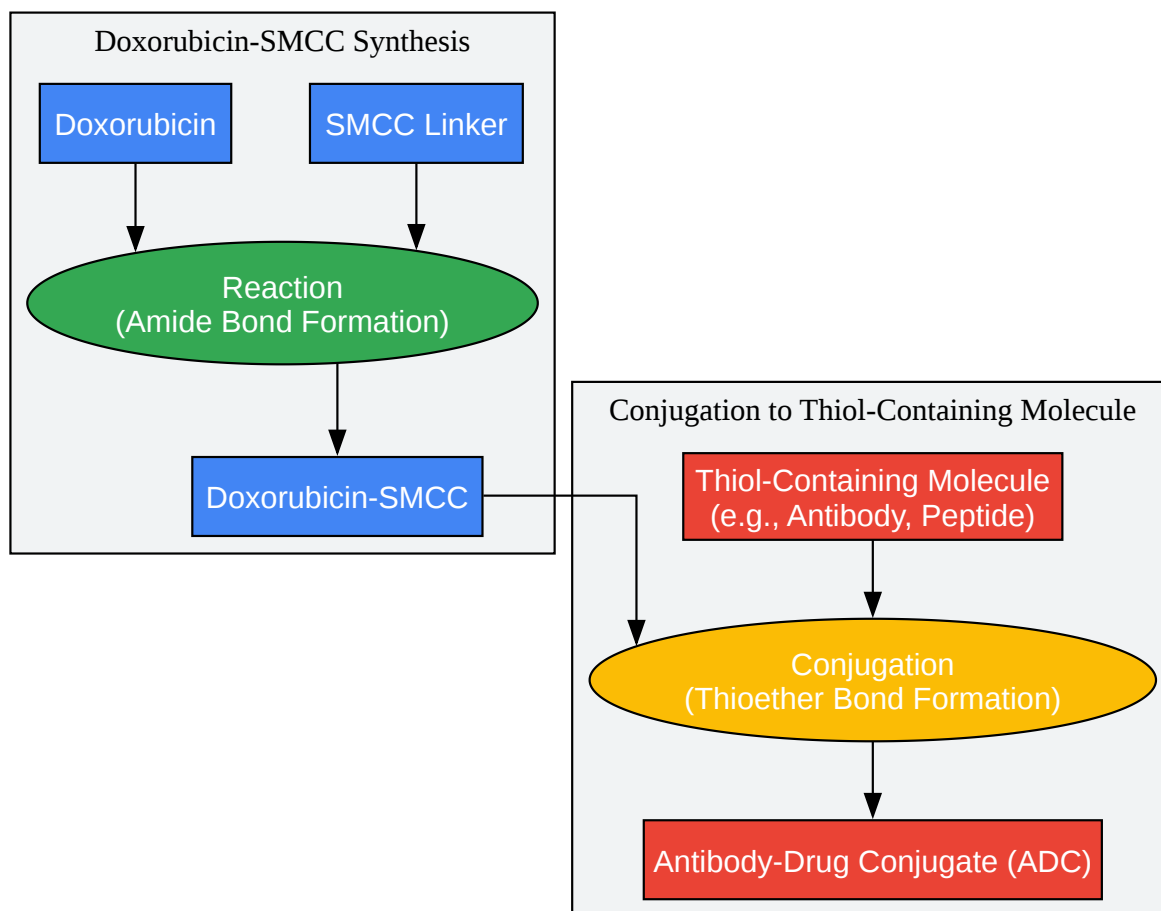 Doxorubicin-SMCC Synthesis
Doxorubicin
SMCC Linker
Reaction
(Amide Bond Formation)
Doxorubicin-SMCC
Conjugation to Thiol-Containing Molecule
Thiol-Containing Molecule
(e.g., Antibody, Peptide)
Conjugation
(Thioether Bond Formation)
Antibody-Drug Conjugate (ADC)